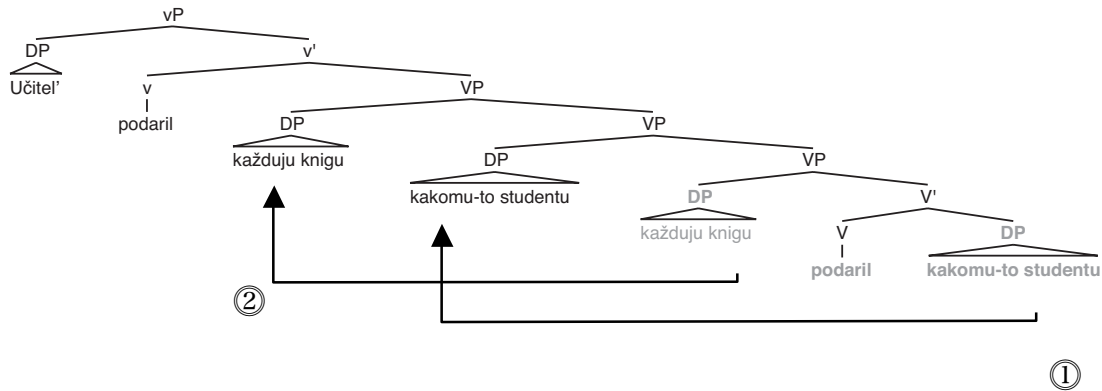 vP
DP v'
Učitel’ v VP
podaril DP VP
každuju knigu DP VP
kakomu-to studentu DP V'
každuju knigu V DP
podaril kakomu-to studentu
②
①